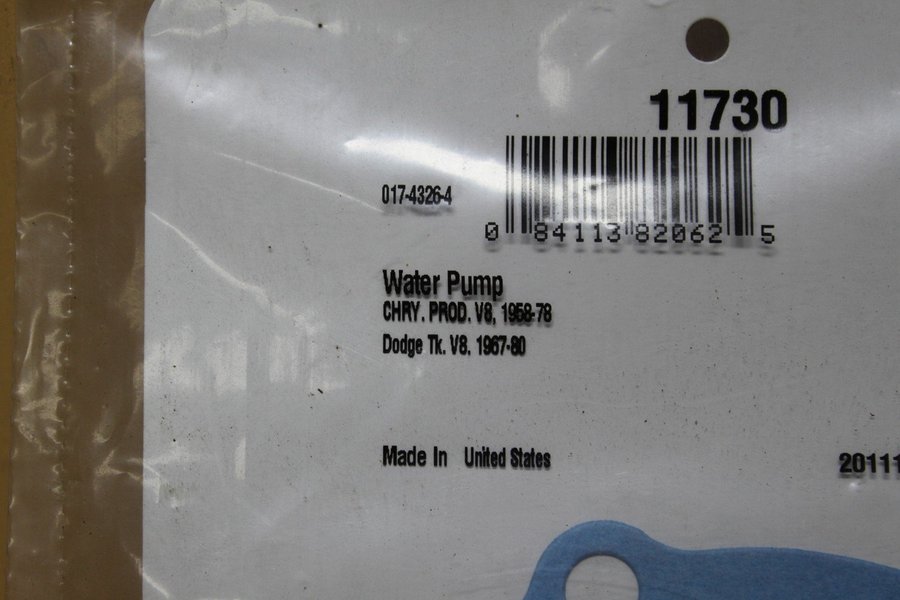 11730
017-4326-4
0 84113 82062 5
Water Pump
CHRY. PROD. V8, 1958-78
Dodge Tk. V8. 1967-80
Made In United States
20111